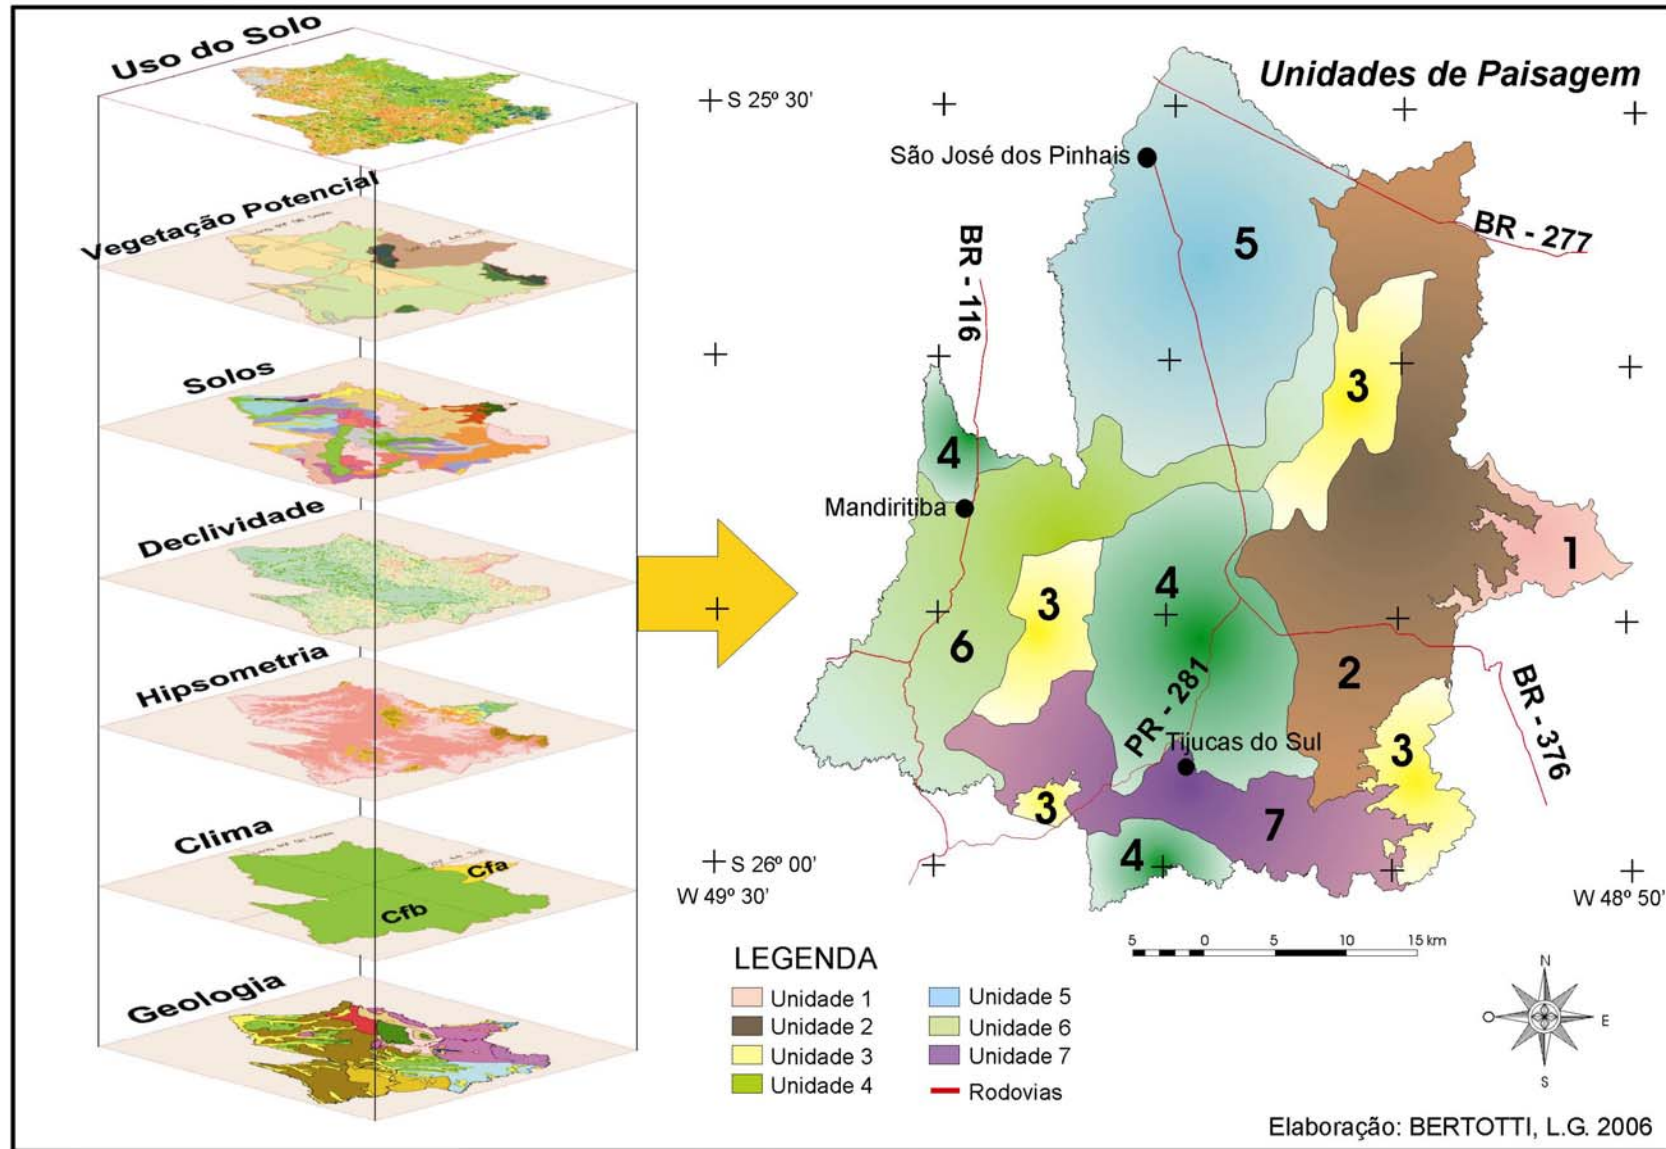 Uso do Solo
Vegetação Potencial
Solos
Declividade
Hipsometria
Clima
Cfa
Cfb
Geologia
Unidades de Paisagem
S 25º 30'
São José dos Pinhais
BR - 277
BR - 116
5
3
4
Mandiritiba
1
3
4
6
2
PR - 281
BR - 376
Tijucas do Sul
3
3
7
4
S 26º 00'
W 49º 30'
W 48º 50'
5 0 5 10 15 km
LEGENDA
Unidade 1
Unidade 2
Unidade 3
Unidade 4
Unidade 5
Unidade 6
Unidade 7
Rodovias
N
O
E
S
Elaboração: BERTOTTI, L.G. 2006